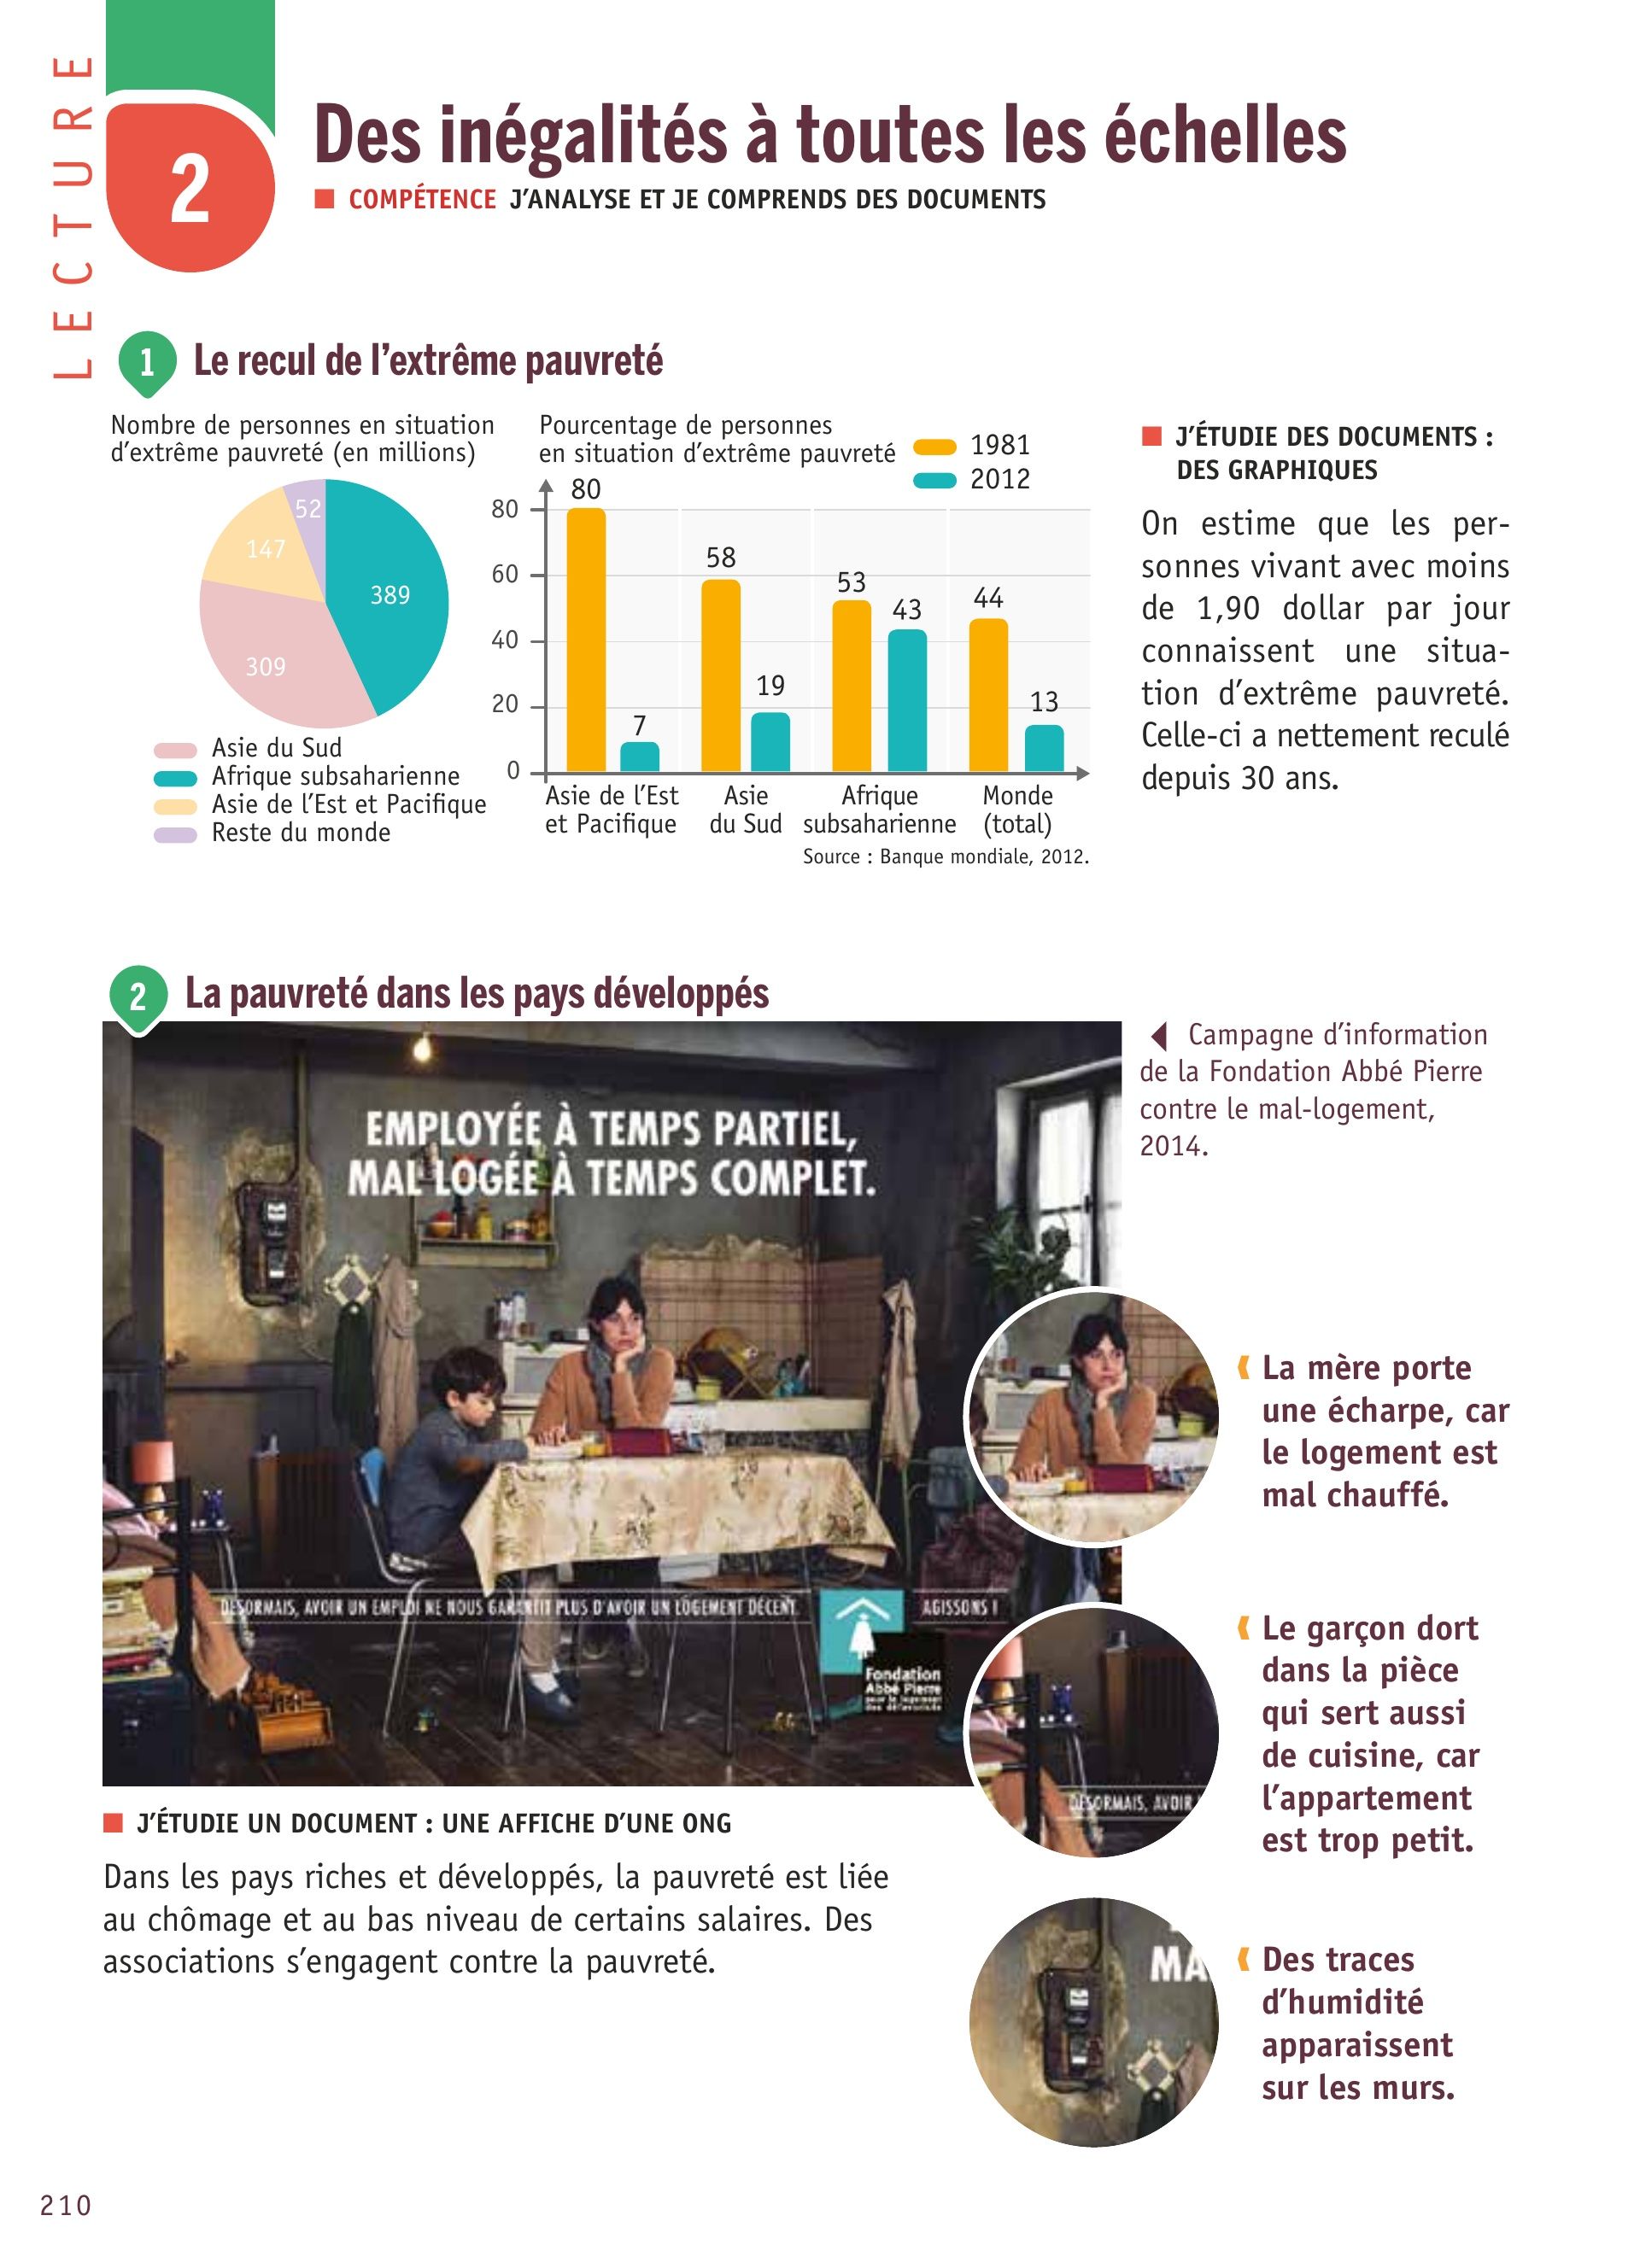 LECTURE
2
Des inégalités à toutes les échelles
COMPÉTENCE J'ANALYSE ET JE COMPRENDS DES DOCUMENTS
1 Le recul de l'extrême pauvreté
Nombre de personnes en situation
d'extrême pauvreté (en millions)
52
147
389
309
Asie du Sud
Afrique subsaharienne
Asie de l'Est et Pacifique
Reste du monde
Pourcentage de personnes
en situation d'extrême pauvreté
1981
2012
80
60
40
20
0
80
7
58
19
53
43
44
13
Asie de l'Est
et Pacifique
Asie
du Sud
Afrique
subsaharienne
Monde
(total)
Source : Banque mondiale, 2012.
J'ÉTUDIE DES DOCUMENTS :
DES GRAPHIQUES
On estime que les per-
sonnes vivant avec moins
de 1,90 dollar par jour
connaissent une situa-
tion d'extrême pauvreté.
Celle-ci a nettement reculé
depuis 30 ans.
2 La pauvreté dans les pays développés
Campagne d'information
de la Fondation Abbé Pierre
contre le mal-logement,
2014.
EMPLOYÉE À TEMPS PARTIEL,
MAL LOGÉE À TEMPS COMPLET.
DÉSORMAIS, AVOIR UN EMPLOI NE NOUS GARANTIT PLUS D'AVOIR UN LOGEMENT DÉCENT.
AGISSONS !
Fondation
Abbé Pierre
pour le logement
des défavorisés
La mère porte
une écharpe, car
le logement est
mal chauffé.
DÉSORMAIS, AVOIR
Le garçon dort
dans la pièce
qui sert aussi
de cuisine, car
l'appartement
est trop petit.
MA
Des traces
d'humidité
apparaissent
sur les murs.
J'ÉTUDIE UN DOCUMENT : UNE AFFICHE D'UNE ONG
Dans les pays riches et développés, la pauvreté est liée
au chômage et au bas niveau de certains salaires. Des
associations s'engagent contre la pauvreté.
210